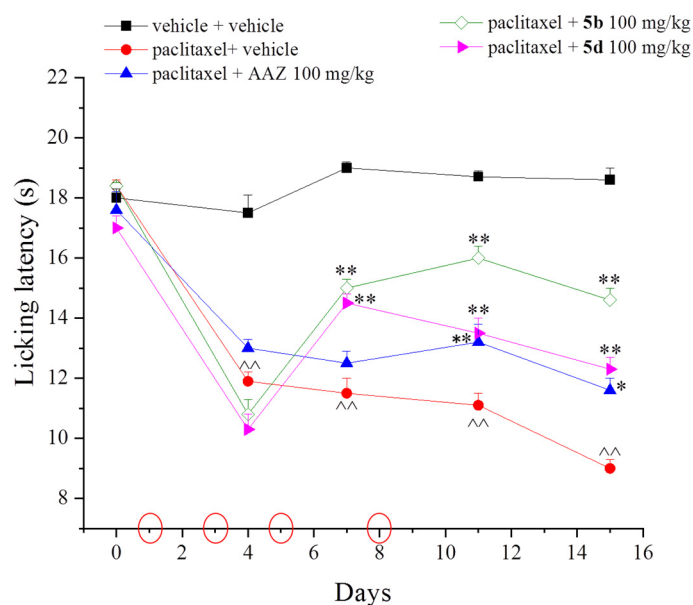 vehicle + vehicle
paclitaxel+ vehicle
paclitaxel + AAZ 100 mg/kg
paclitaxel + 5b 100 mg/kg
paclitaxel + 5d 100 mg/kg
Licking latency (s)
22
20
18
16
14
12
10
8
**
**
**
**
**
**
**
*
^^
^^
^^
^^
0 2 4 6 8 10 12 14 16
Days